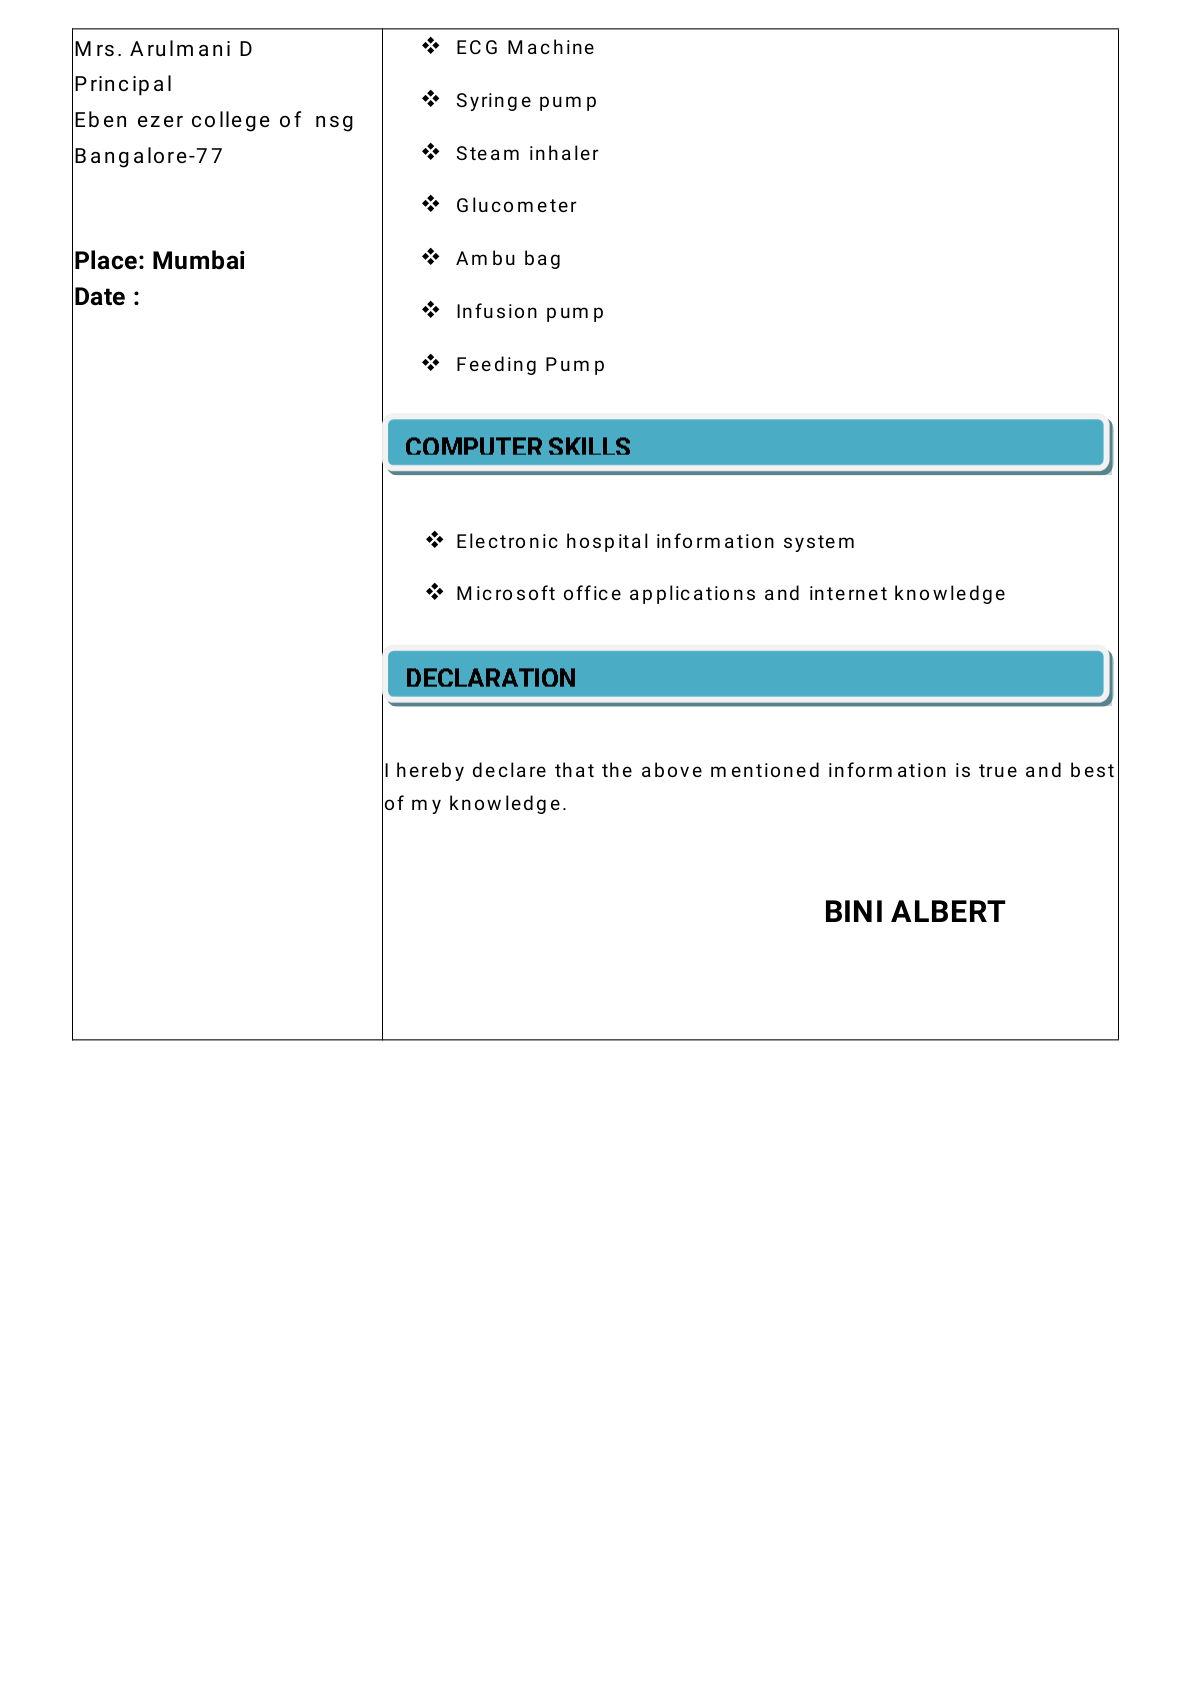 Mrs. Arulmani D
Principal
Eben ezer college of nsg
Bangalore-77
Place: Mumbai
Date :
❖ ECG Machine
❖ Syringe pump
❖ Steam inhaler
❖ Glucometer
❖ Ambu bag
❖ Infusion pump
❖ Feeding Pump
COMPUTER SKILLS
❖ Electronic hospital information system
❖ Microsoft office applications and internet knowledge
DECLARATION
I hereby declare that the above mentioned information is true and best
of my knowledge.
BINI ALBERT